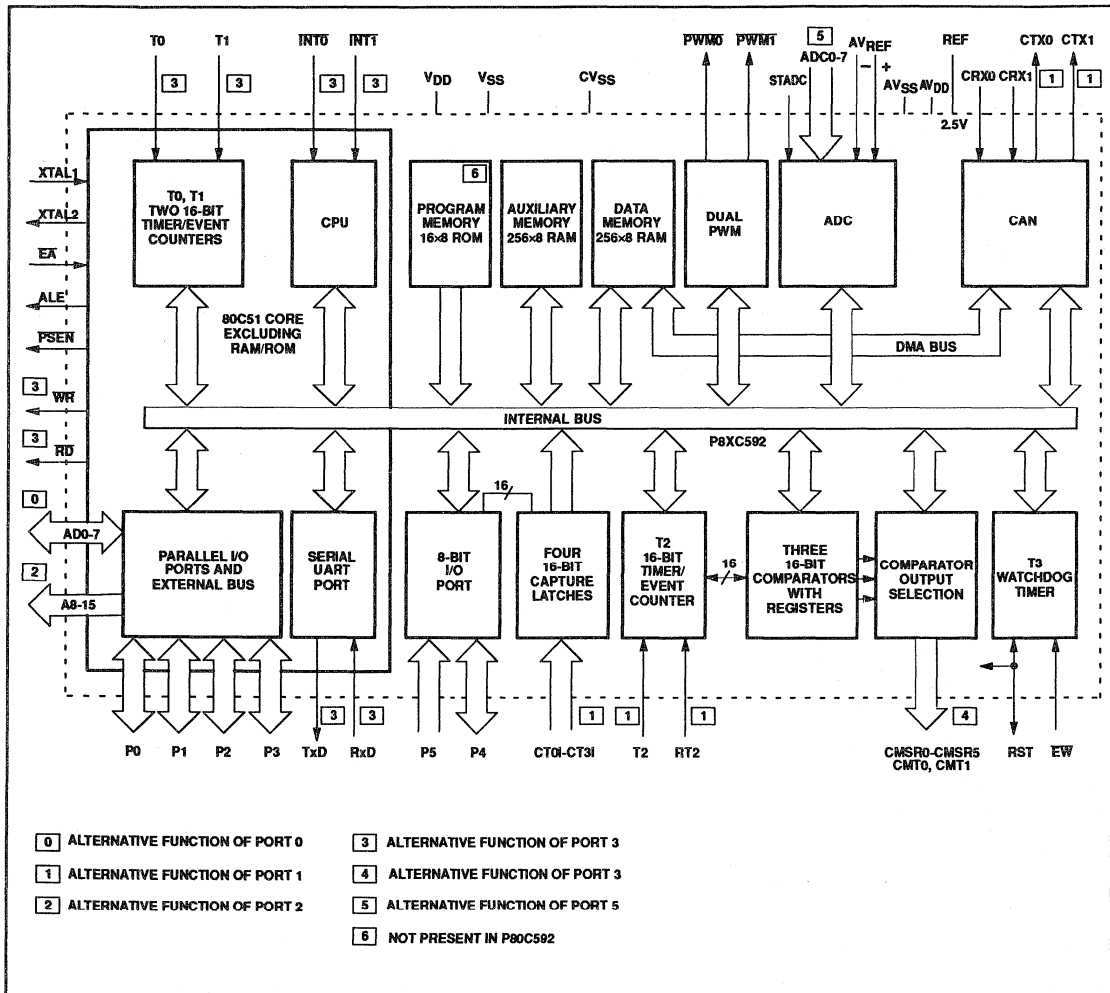 T0 T1 INT0 INT1 PWM0 PWM1 5 ADC0-7 AVREF - + REF CTX0 CTX1
3 3 3 3 VDD VSS CVSS STADC AVSS AVDD CRX0 CRX1 1 1
2.5V
XTAL1
XTAL2
EA
ALE
PSEN
3 WR
3 RD
0 AD0-7
2 A8-15
T0, T1
TWO 16-BIT
TIMER/EVENT
COUNTERS
CPU
6
PROGRAM
MEMORY
16×8 ROM
AUXILIARY
MEMORY
256×8 RAM
DATA
MEMORY
256×8 RAM
DUAL
PWM
ADC
CAN
80C51 CORE
EXCLUDING
RAM/ROM
DMA BUS
INTERNAL BUS
P8XC592
PARALLEL I/O
PORTS AND
EXTERNAL BUS
SERIAL
UART
PORT
8-BIT
I/O
PORT
16
FOUR
16-BIT
CAPTURE
LATCHES
T2
16-BIT
TIMER/
EVENT
COUNTER
16
THREE
16-BIT
COMPARATORS
WITH
REGISTERS
COMPARATOR
OUTPUT
SELECTION
T3
WATCHDOG
TIMER
3 3 1 1 1 4
P0 P1 P2 P3 TxD RxD P5 P4 CT0I-CT3I T2 RT2 CMSR0-CMSR5 RST EW
CMT0, CMT1
0 ALTERNATIVE FUNCTION OF PORT 0
1 ALTERNATIVE FUNCTION OF PORT 1
2 ALTERNATIVE FUNCTION OF PORT 2
3 ALTERNATIVE FUNCTION OF PORT 3
4 ALTERNATIVE FUNCTION OF PORT 3
5 ALTERNATIVE FUNCTION OF PORT 5
6 NOT PRESENT IN P80C592